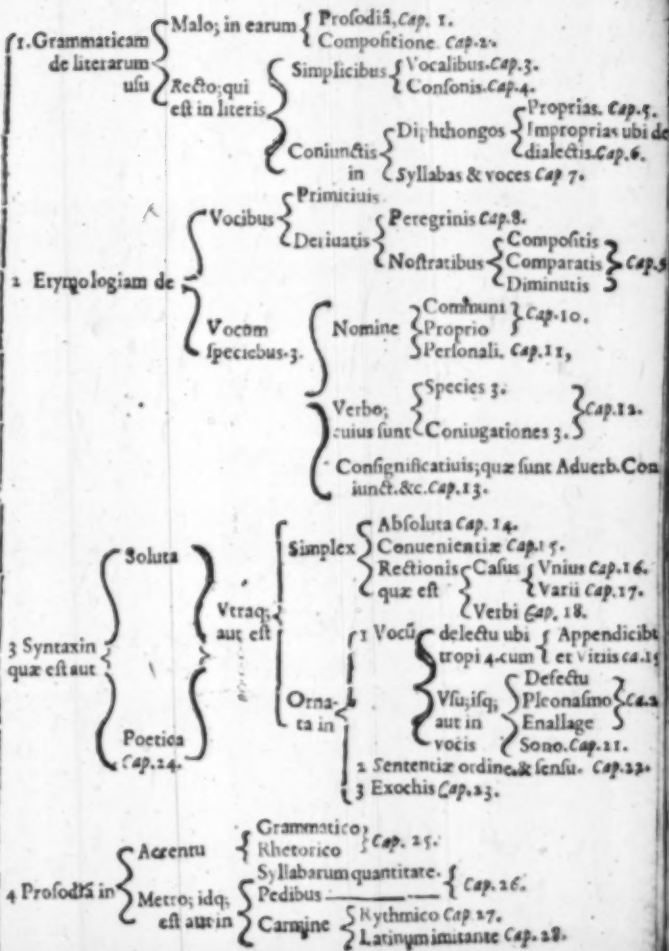 1. Grammaticam de literarum usu
Malo; in earum
Prosodiâ, Cap. 1.
Compositione. Cap. 2.
Recto; qui est in literis
Simplicibus
Vocalibus. Cap. 3.
Consonis. Cap. 4.
Coniunctis in
Diphthongos
Proprias. Cap. 5.
Improprias ubi de dialectis. Cap. 6.
Syllabas & voces Cap 7.
2 Etymologiam de
Vocibus
Primitiuis
Deriuatis
Peregrinis Cap. 8.
Nostratibus
Compositis
Comparatis
Diminutis
Cap. 9
Vocum speciebus. 3.
Nomine
Communi
Proprio
Cap. 10.
Personali. Cap. 11,
Verbo; cuius sunt
Species 3.
Coniugationes 3.
Cap. 12.
Consignificatiuis; quæ sunt Aduerb. Con
iunct. &c. Cap. 13.
3 Syntaxin quæ est aut
Soluta
Poetica Cap. 24.
Vtraq; aut est
Simplex
Absoluta Cap. 14.
Conuenientiæ Cap. 15.
Rectionis quæ est
Casus
Vnius Cap. 16.
Varii Cap. 17.
Verbi Cap. 18.
Ornata in
1 Vocū
delectu ubi tropi 4. cum
Appendicibꝰ
et Vitiis ca. 19
Vsu; isq; aut in vocis
Defectu
Pleonasmo
Enallage
Ca. 2
Sono. Cap. 21.
2 Sententiæ ordine. & sensu. Cap. 22.
3 Exochis Cap. 23.
4 Prosodiâ in
Accentu
Grammatico;
Rhetorico
Cap. 25.
Metro; idq; est aut in
Syllabarum quantitate.
Pedibus
Cap. 26.
Carmine
Rythmico Cap. 27.
Latinum imitante Cap. 28.